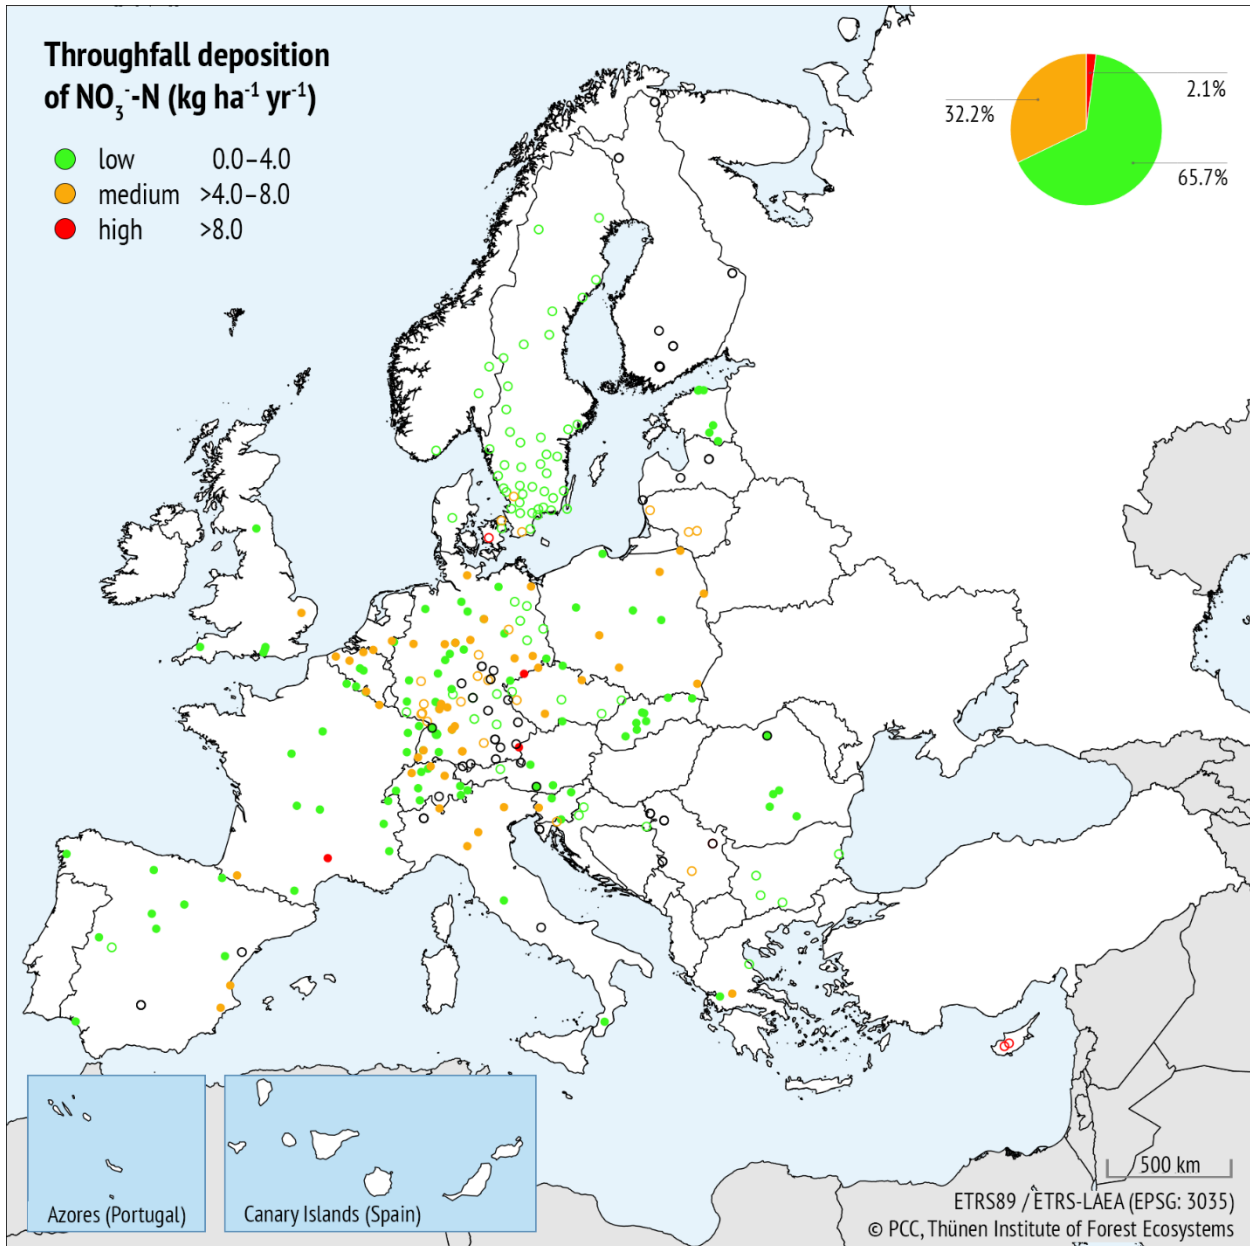 Throughfall deposition
of NO₃⁻-N (kg ha⁻¹ yr⁻¹)
low 0.0–4.0
medium >4.0–8.0
high >8.0
2.1%
32.2%
65.7%
Azores (Portugal)
Canary Islands (Spain)
500 km
ETRS89 / ETRS-LAEA (EPSG: 3035)
© PCC, Thünen Institute of Forest Ecosystems